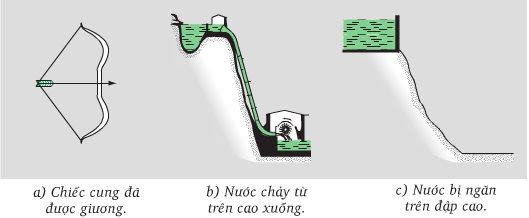 a) Chiếc cung đã
được giương.
b) Nước chảy từ
trên cao xuống.
c) Nước bị ngăn
trên đập cao.